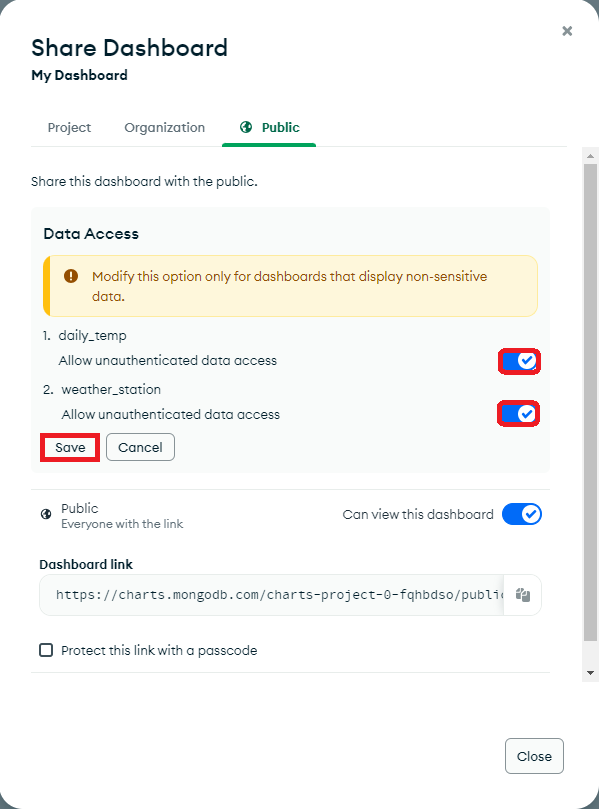 Share Dashboard
My Dashboard
Project Organization Public
Share this dashboard with the public.
Data Access
Modify this option only for dashboards that display non-sensitive
data.
1. daily_temp
Allow unauthenticated data access
2. weather_station
Allow unauthenticated data access
Save Cancel
Public
Everyone with the link
Can view this dashboard
Dashboard link
https://charts.mongodb.com/charts-project-0-fqhbdso/public
Protect this link with a passcode
Close